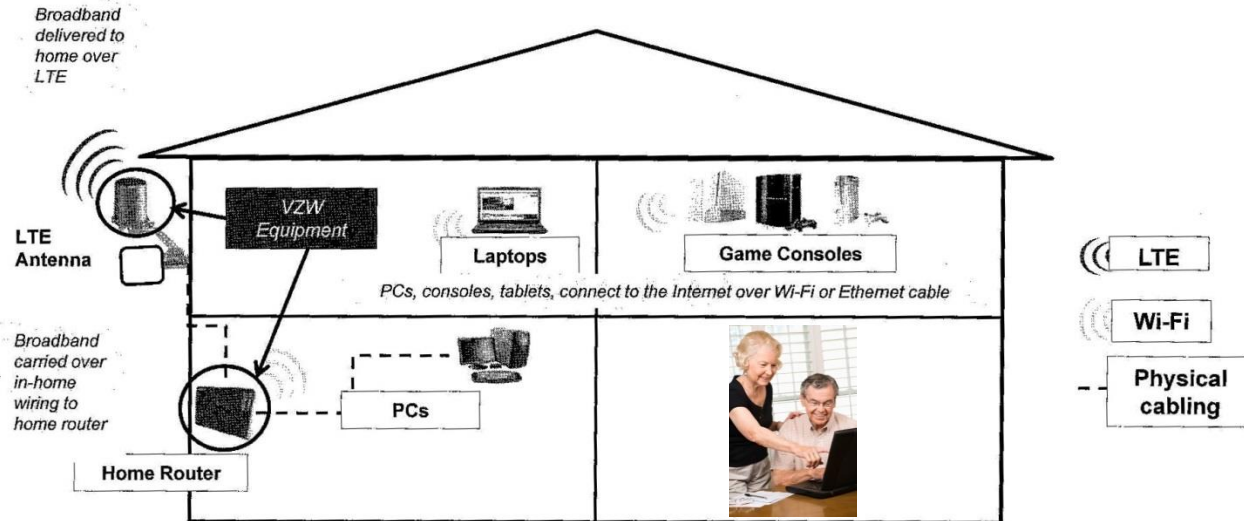 Broadband
delivered to
home over
LTE
VZW
Equipment
LTE
Antenna
Laptops
Game Consoles
PCs, consoles, tablets, connect to the Internet over Wi-Fi or Ethernet cable
Broadband
carried over
in-home
wiring to
home router
PCs
Home Router
LTE
Wi-Fi
Physical
cabling